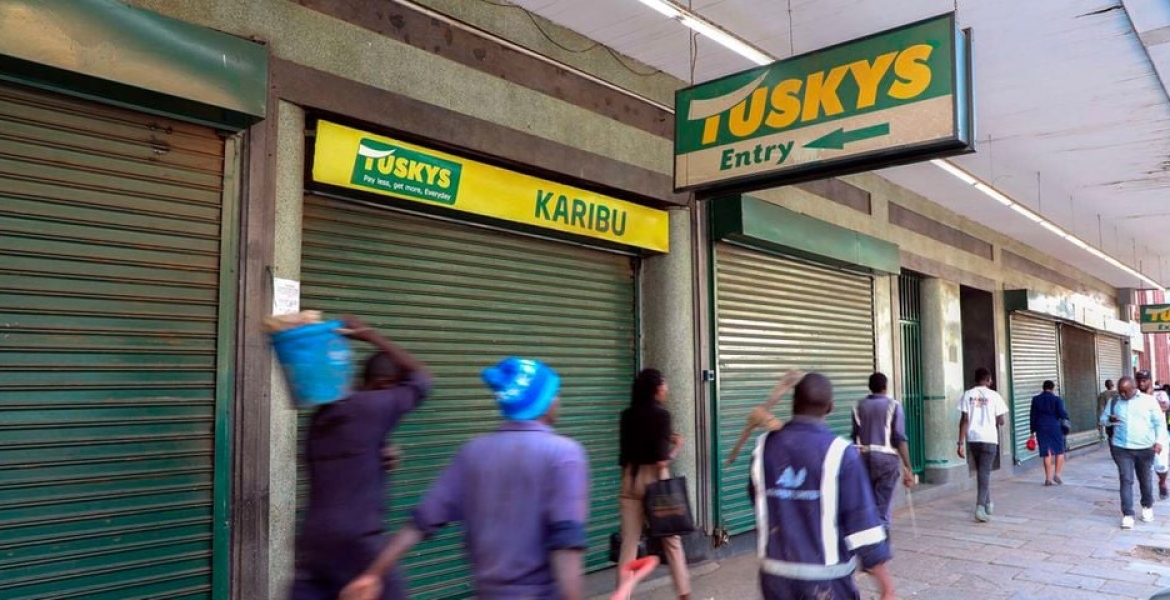 TUSKYS
Pay less, get more, Everyday
KARIBU
TUSKYS
Entry